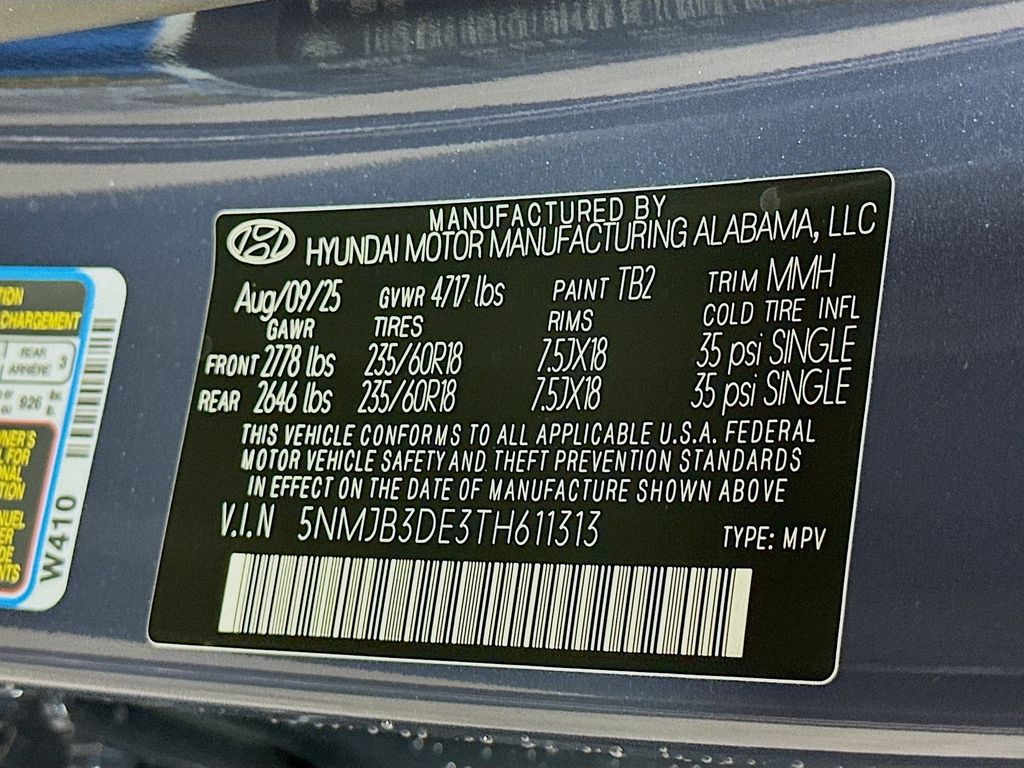 MANUFACTURED BY
HYUNDAI MOTOR MANUFACTURING ALABAMA, LLC
Aug/09/25 GVWR 4717 lbs PAINT TB2 TRIM MMH
GAWR TIRES RIMS COLD TIRE INFL
FRONT 2778 lbs 235/60R18 7.5JX18 35 psi SINGLE
REAR 2646 lbs 235/60R18 7.5JX18 35 psi SINGLE
THIS VEHICLE CONFORMS TO ALL APPLICABLE U.S.A. FEDERAL
MOTOR VEHICLE SAFETY AND THEFT PREVENTION STANDARDS
IN EFFECT ON THE DATE OF MANUFACTURE SHOWN ABOVE
V.I.N 5NMJB3DE3TH611313 TYPE: MPV
CHARGEMENT
REAR
ARRIÈRE 3
926
W410